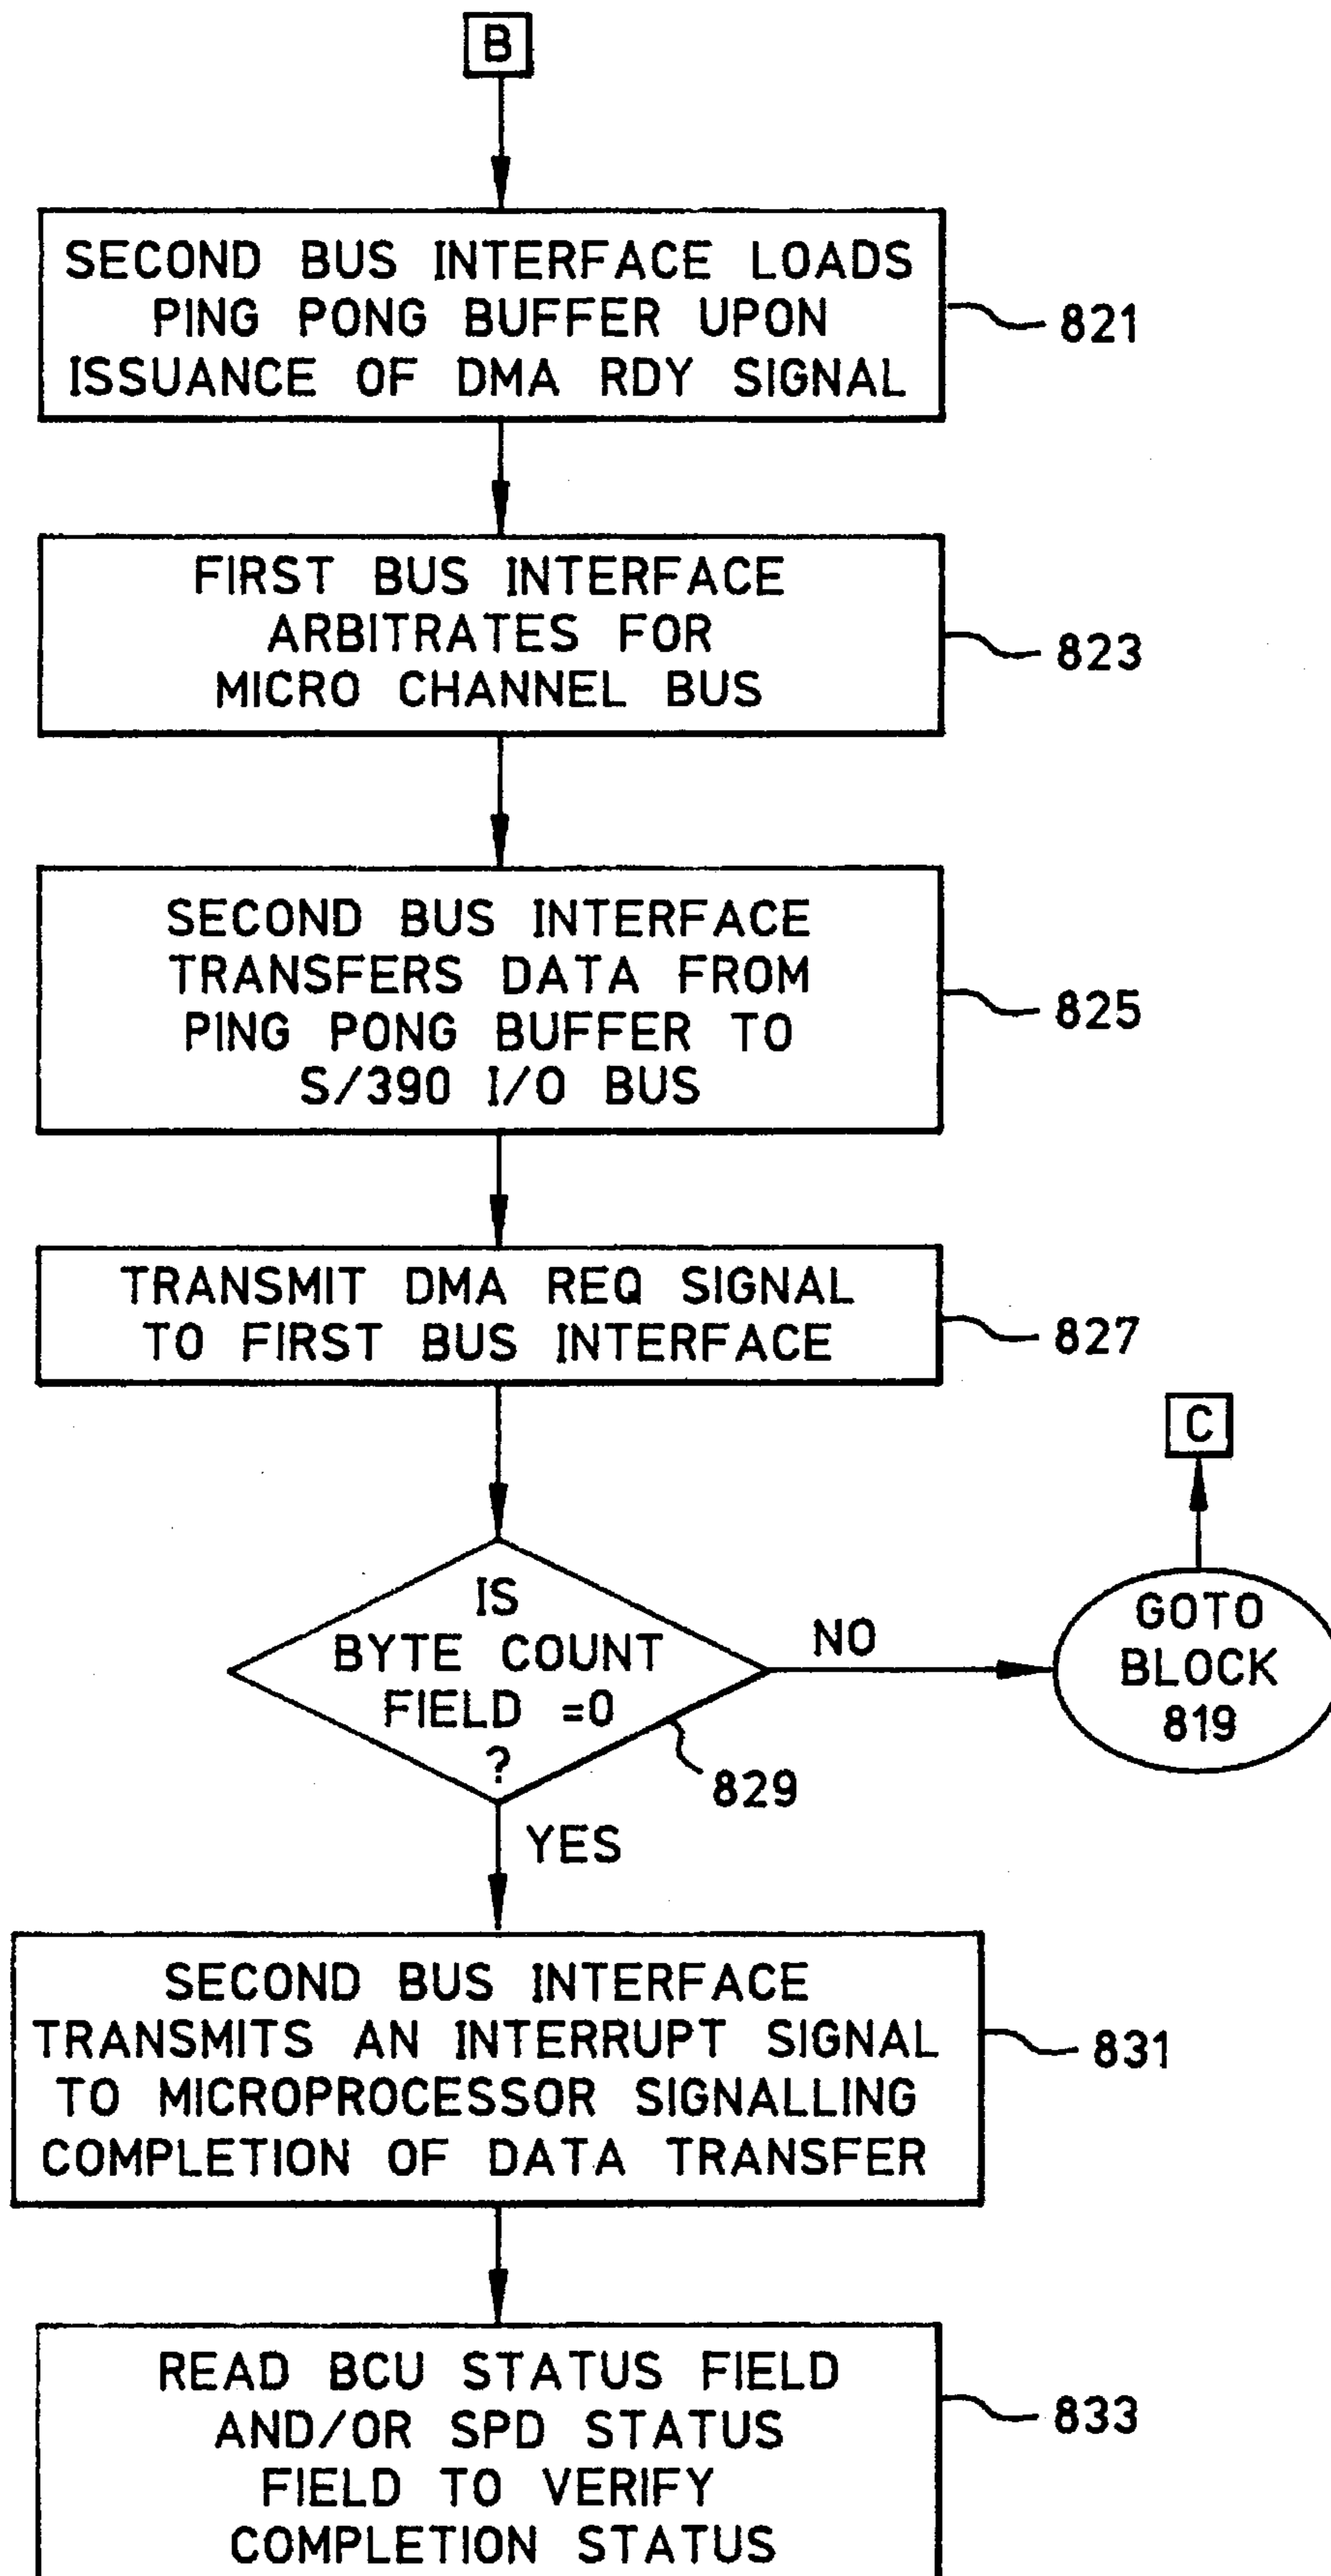 B
SECOND BUS INTERFACE LOADS
PING PONG BUFFER UPON
ISSUANCE OF DMA RDY SIGNAL
821
FIRST BUS INTERFACE
ARBITRATES FOR
MICRO CHANNEL BUS
823
SECOND BUS INTERFACE
TRANSFERS DATA FROM
PING PONG BUFFER TO
S/390 I/O BUS
825
TRANSMIT DMA REQ SIGNAL
TO FIRST BUS INTERFACE
827
C
IS
BYTE COUNT
FIELD =0
?
829
NO
GOTO
BLOCK
819
YES
SECOND BUS INTERFACE
TRANSMITS AN INTERRUPT SIGNAL
TO MICROPROCESSOR SIGNALLING
COMPLETION OF DATA TRANSFER
831
READ BCU STATUS FIELD
AND/OR SPD STATUS
FIELD TO VERIFY
COMPLETION STATUS
833